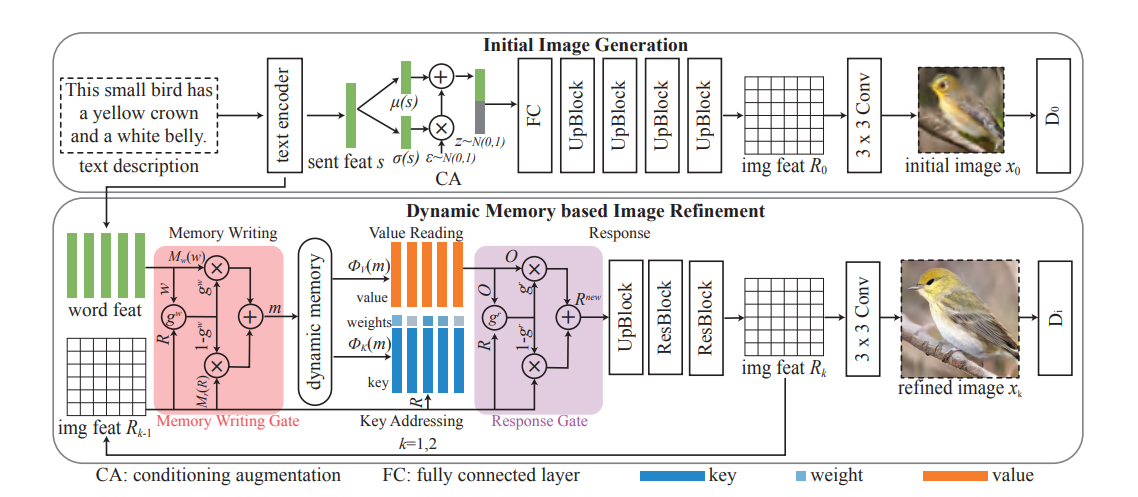 Initial Image Generation
This small bird has
a yellow crown
and a white belly.
text description
text encoder
sent feat s
μ(s)
σ(s)
ε~N(0,1)
z~N(0,1)
CA
FC
UpBlock
UpBlock
UpBlock
UpBlock
img feat R0
3 x 3 Conv
initial image x0
D0
Dynamic Memory based Image Refinement
Memory Writing
Value Reading
Response
word feat
Mw(w)
w
gʷ
gʷ
1-gʷ
R
Mr(R)
m
img feat Rk-1
Memory Writing Gate
dynamic memory
ΦV(m)
value
weights
ΦK(m)
key
R
Key Addressing
O
O
gʳ
gʳ
1-gʳ
R
Rⁿᵉʷ
Response Gate
UpBlock
ResBlock
ResBlock
img feat Rk
3 x 3 Conv
refined image xk
Di
k=1,2
CA: conditioning augmentation
FC: fully connected layer
key
weight
value